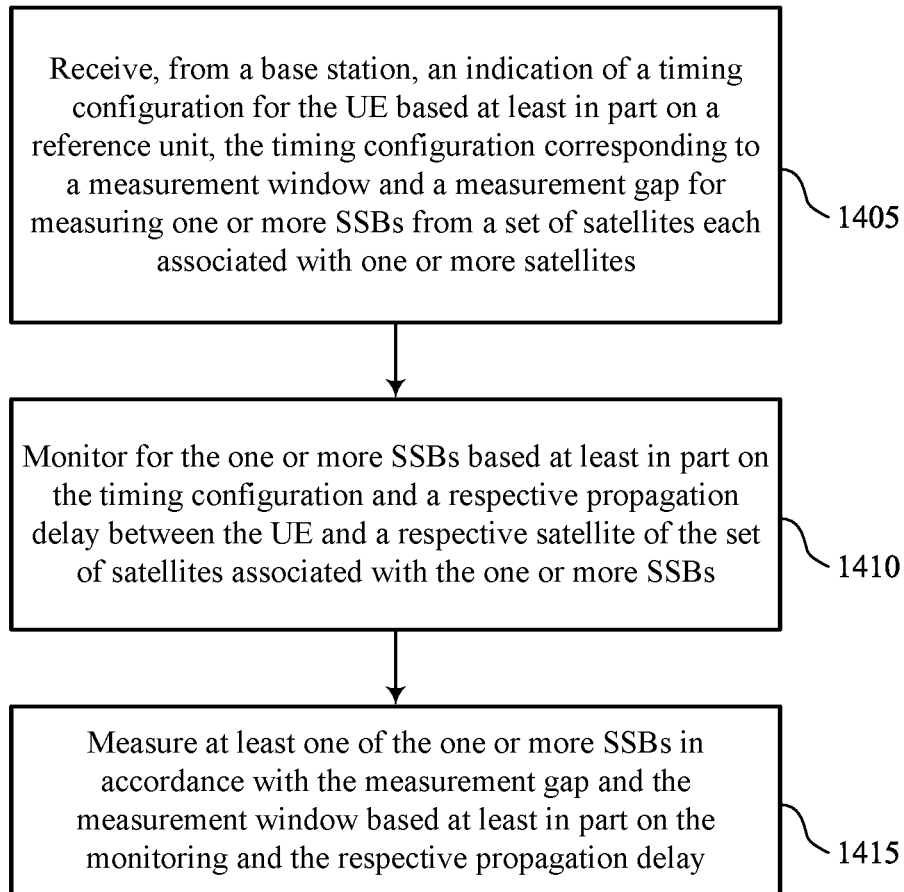 Receive, from a base station, an indication of a timing
configuration for the UE based at least in part on a
reference unit, the timing configuration corresponding to
a measurement window and a measurement gap for
measuring one or more SSBs from a set of satellites each
associated with one or more satellites
1405
Monitor for the one or more SSBs based at least in part on
the timing configuration and a respective propagation
delay between the UE and a respective satellite of the set
of satellites associated with the one or more SSBs
1410
Measure at least one of the one or more SSBs in
accordance with the measurement gap and the
measurement window based at least in part on the
monitoring and the respective propagation delay
1415